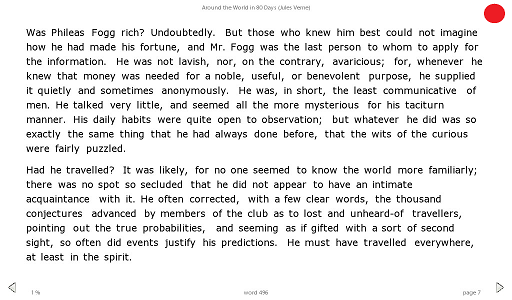 Around the World in 80 Days (Jules Verne)
Was Phileas Fogg rich? Undoubtedly. But those who knew him best could not imagine
how he had made his fortune, and Mr. Fogg was the last person to whom to apply for
the information. He was not lavish, nor, on the contrary, avaricious; for, whenever he
knew that money was needed for a noble, useful, or benevolent purpose, he supplied
it quietly and sometimes anonymously. He was, in short, the least communicative of
men. He talked very little, and seemed all the more mysterious for his taciturn
manner. His daily habits were quite open to observation; but whatever he did was so
exactly the same thing that he had always done before, that the wits of the curious
were fairly puzzled.
Had he travelled? It was likely, for no one seemed to know the world more familiarly;
there was no spot so secluded that he did not appear to have an intimate
acquaintance with it. He often corrected, with a few clear words, the thousand
conjectures advanced by members of the club as to lost and unheard-of travellers,
pointing out the true probabilities, and seeming as if gifted with a sort of second
sight, so often did events justify his predictions. He must have travelled everywhere,
at least in the spirit.
1 % word 496 page 7